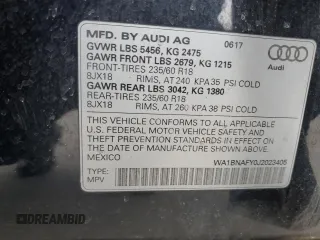 MFD. BY AUDI AG 0617
GVWR LBS 5456, KG 2475
GAWR FRONT LBS 2679, KG 1215
FRONT-TIRES 235/60 R18
8JX18 RIMS, AT 240 KPA 35 PSI COLD
GAWR REAR LBS 3042, KG 1380
REAR-TIRES 235/60 R18
8JX18 RIMS, AT 260 KPA 38 PSI COLD
Audi
THIS VEHICLE CONFORMS TO ALL APPLICABLE
FEDERAL MOTOR VEHICLE SAFETY AND
THEFT PREVENTION STANDARDS IN EFFECT
ON THE DATE OF MANUFACTURE SHOWN ABOVE.
MEXICO
WA1BNAFY0J2023405
TYPE:
MPV
DREAMBID